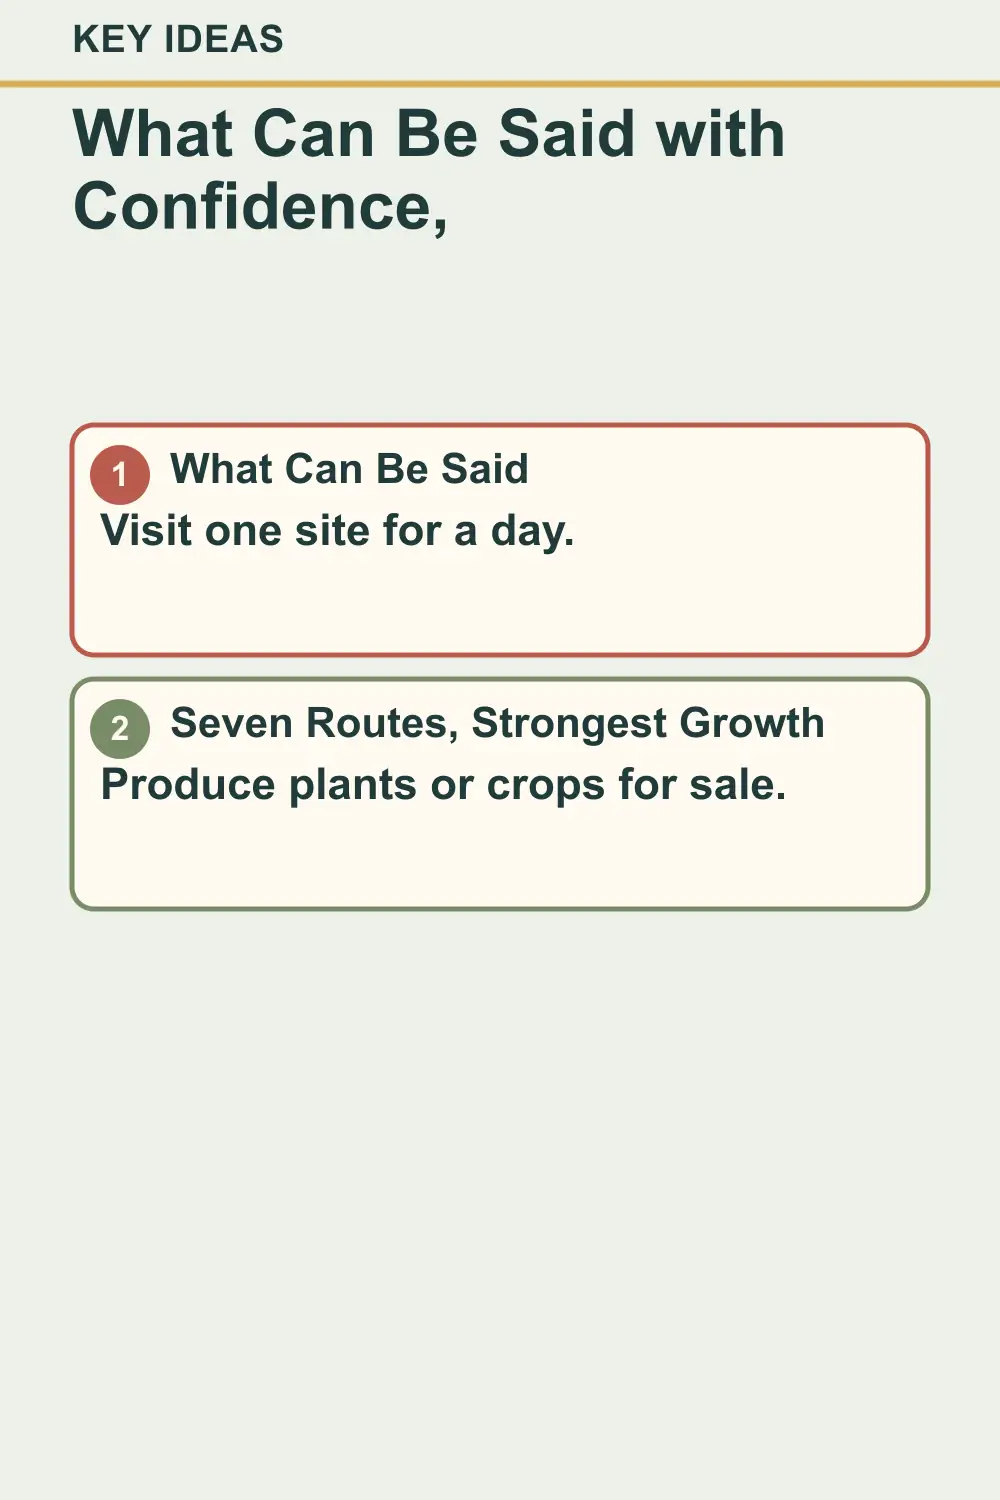 KEY IDEAS
What Can Be Said with
Confidence,
1 What Can Be Said
Visit one site for a day.
2 Seven Routes, Strongest Growth
Produce plants or crops for sale.